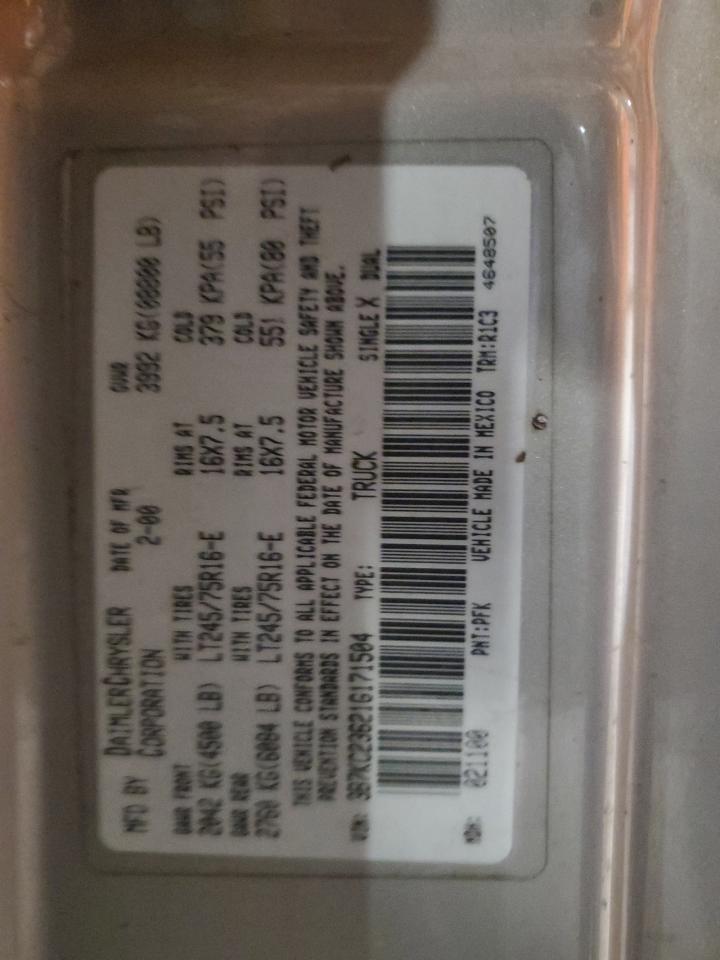 MFD BY DAIMLERCHRYSLER DATE OF MFR GVWR
CORPORATION 2-00 3992 KG(08800 LB)
GAWR FRONT WITH TIRES RIMS AT COLD
2042 KG(4500 LB) LT245/75R16-E 16X7.5 379 KPA(55 PSI)
GAWR REAR WITH TIRES RIMS AT COLD
2760 KG(6084 LB) LT245/75R16-E 16X7.5 551 KPA(80 PSI)
THIS VEHICLE CONFORMS TO ALL APPLICABLE FEDERAL MOTOR VEHICLE SAFETY AND THEFT
PREVENTION STANDARDS IN EFFECT ON THE DATE OF MANUFACTURE SHOWN ABOVE.
VIN: 3B7KC23621G171504 TYPE: TRUCK SINGLE X DUAL
MDH: 021100 PNT:PFK VEHICLE MADE IN MEXICO TRM:R1C3 4648507